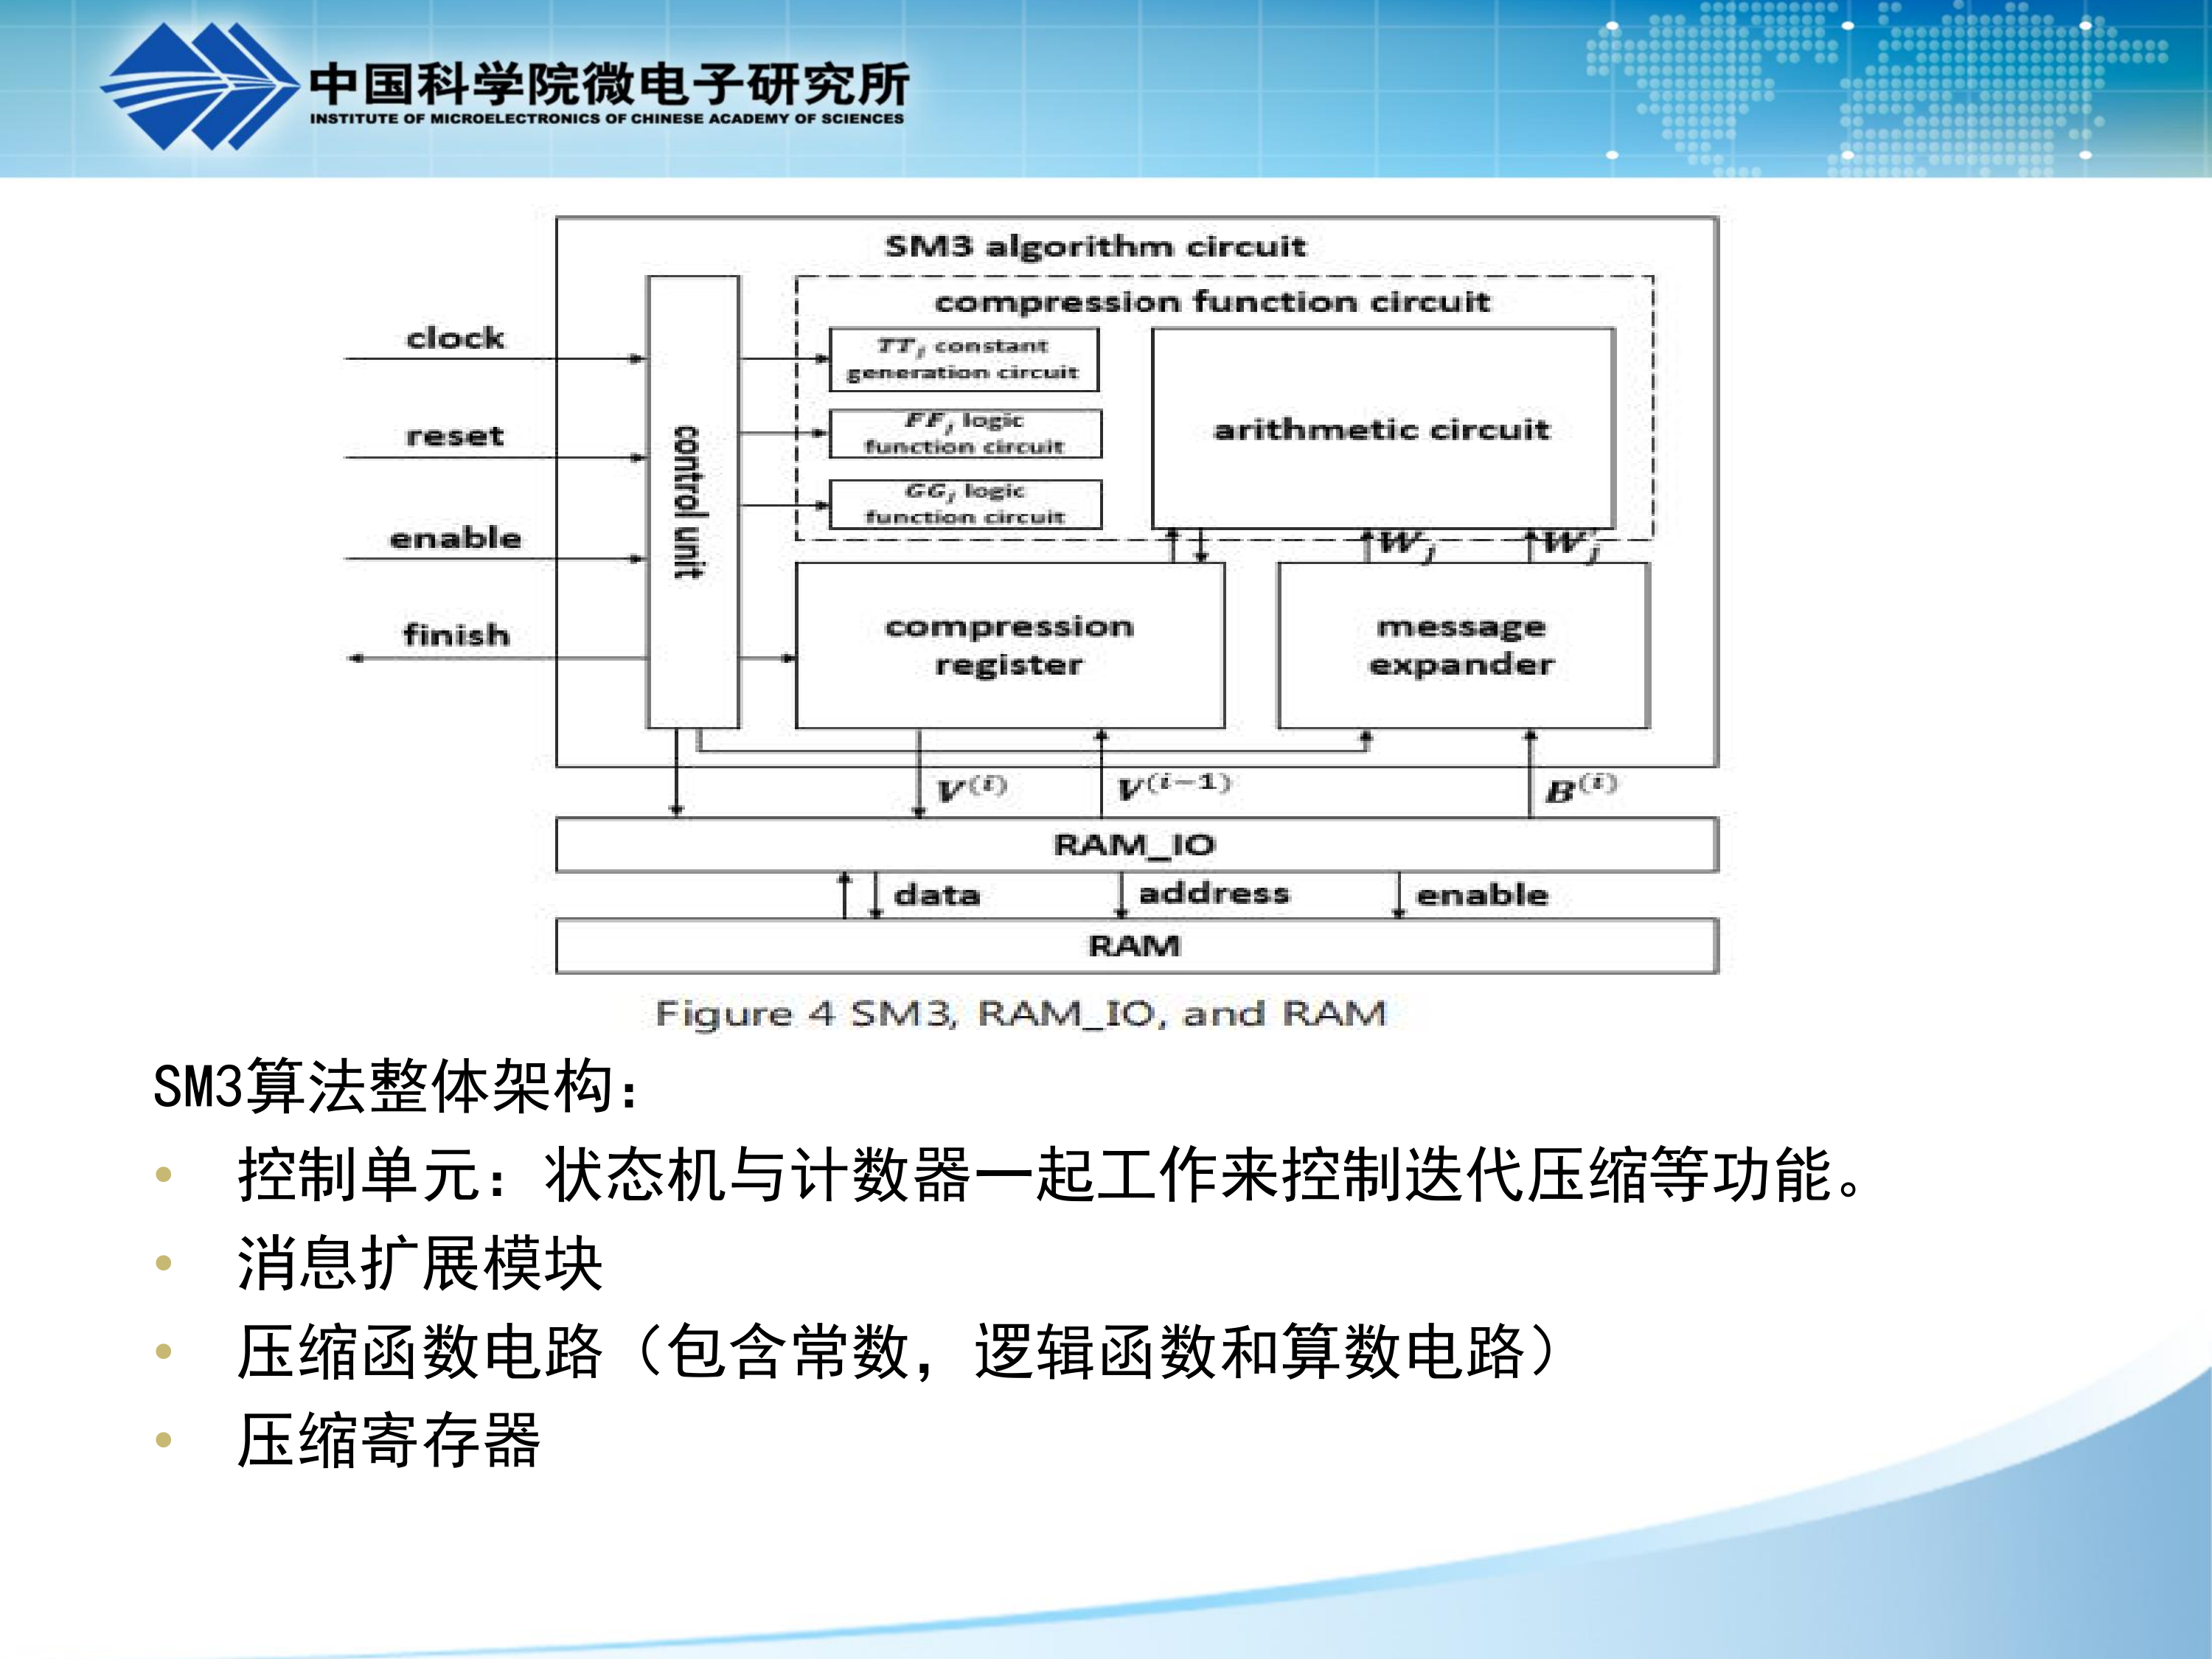 中国科学院微电子研究所
INSTITUTE OF MICROELECTRONICS OF CHINESE ACADEMY OF SCIENCES
SM3 algorithm circuit
compression function circuit
clock
reset
enable
finish
control unit
TTⱼ constant
generation circuit
FFⱼ logic
function circuit
GGⱼ logic
function circuit
arithmetic circuit
Wⱼ
W'ⱼ
compression
register
message
expander
V⁽ⁱ⁾
V⁽ⁱ⁻¹⁾
B⁽ⁱ⁾
RAM_IO
data
address
enable
RAM
Figure 4 SM3, RAM_IO, and RAM
SM3算法整体架构：
• 控制单元：状态机与计数器一起工作来控制迭代压缩等功能。
• 消息扩展模块
• 压缩函数电路（包含常数，逻辑函数和算数电路）
• 压缩寄存器